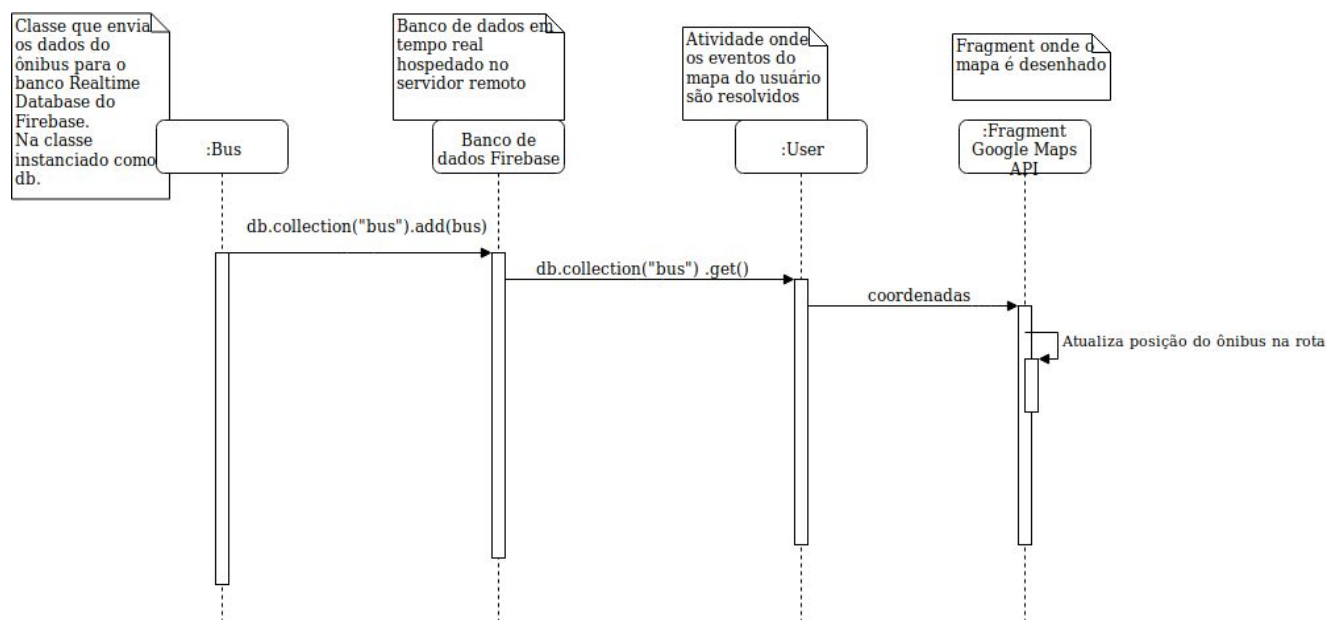 Classe que envia
os dados do
ônibus para o
banco Realtime
Database do
Firebase.
Na classe
instanciado como
db.
Banco de dados em
tempo real
hospedado no
servidor remoto
Atividade onde
os eventos do
mapa do usuário
são resolvidos
Fragment onde o
mapa é desenhado
:Bus
Banco de
dados Firebase
:User
:Fragment
Google Maps
API
db.collection("bus").add(bus)
db.collection("bus") .get()
coordenadas
Atualiza posição do ônibus na rota